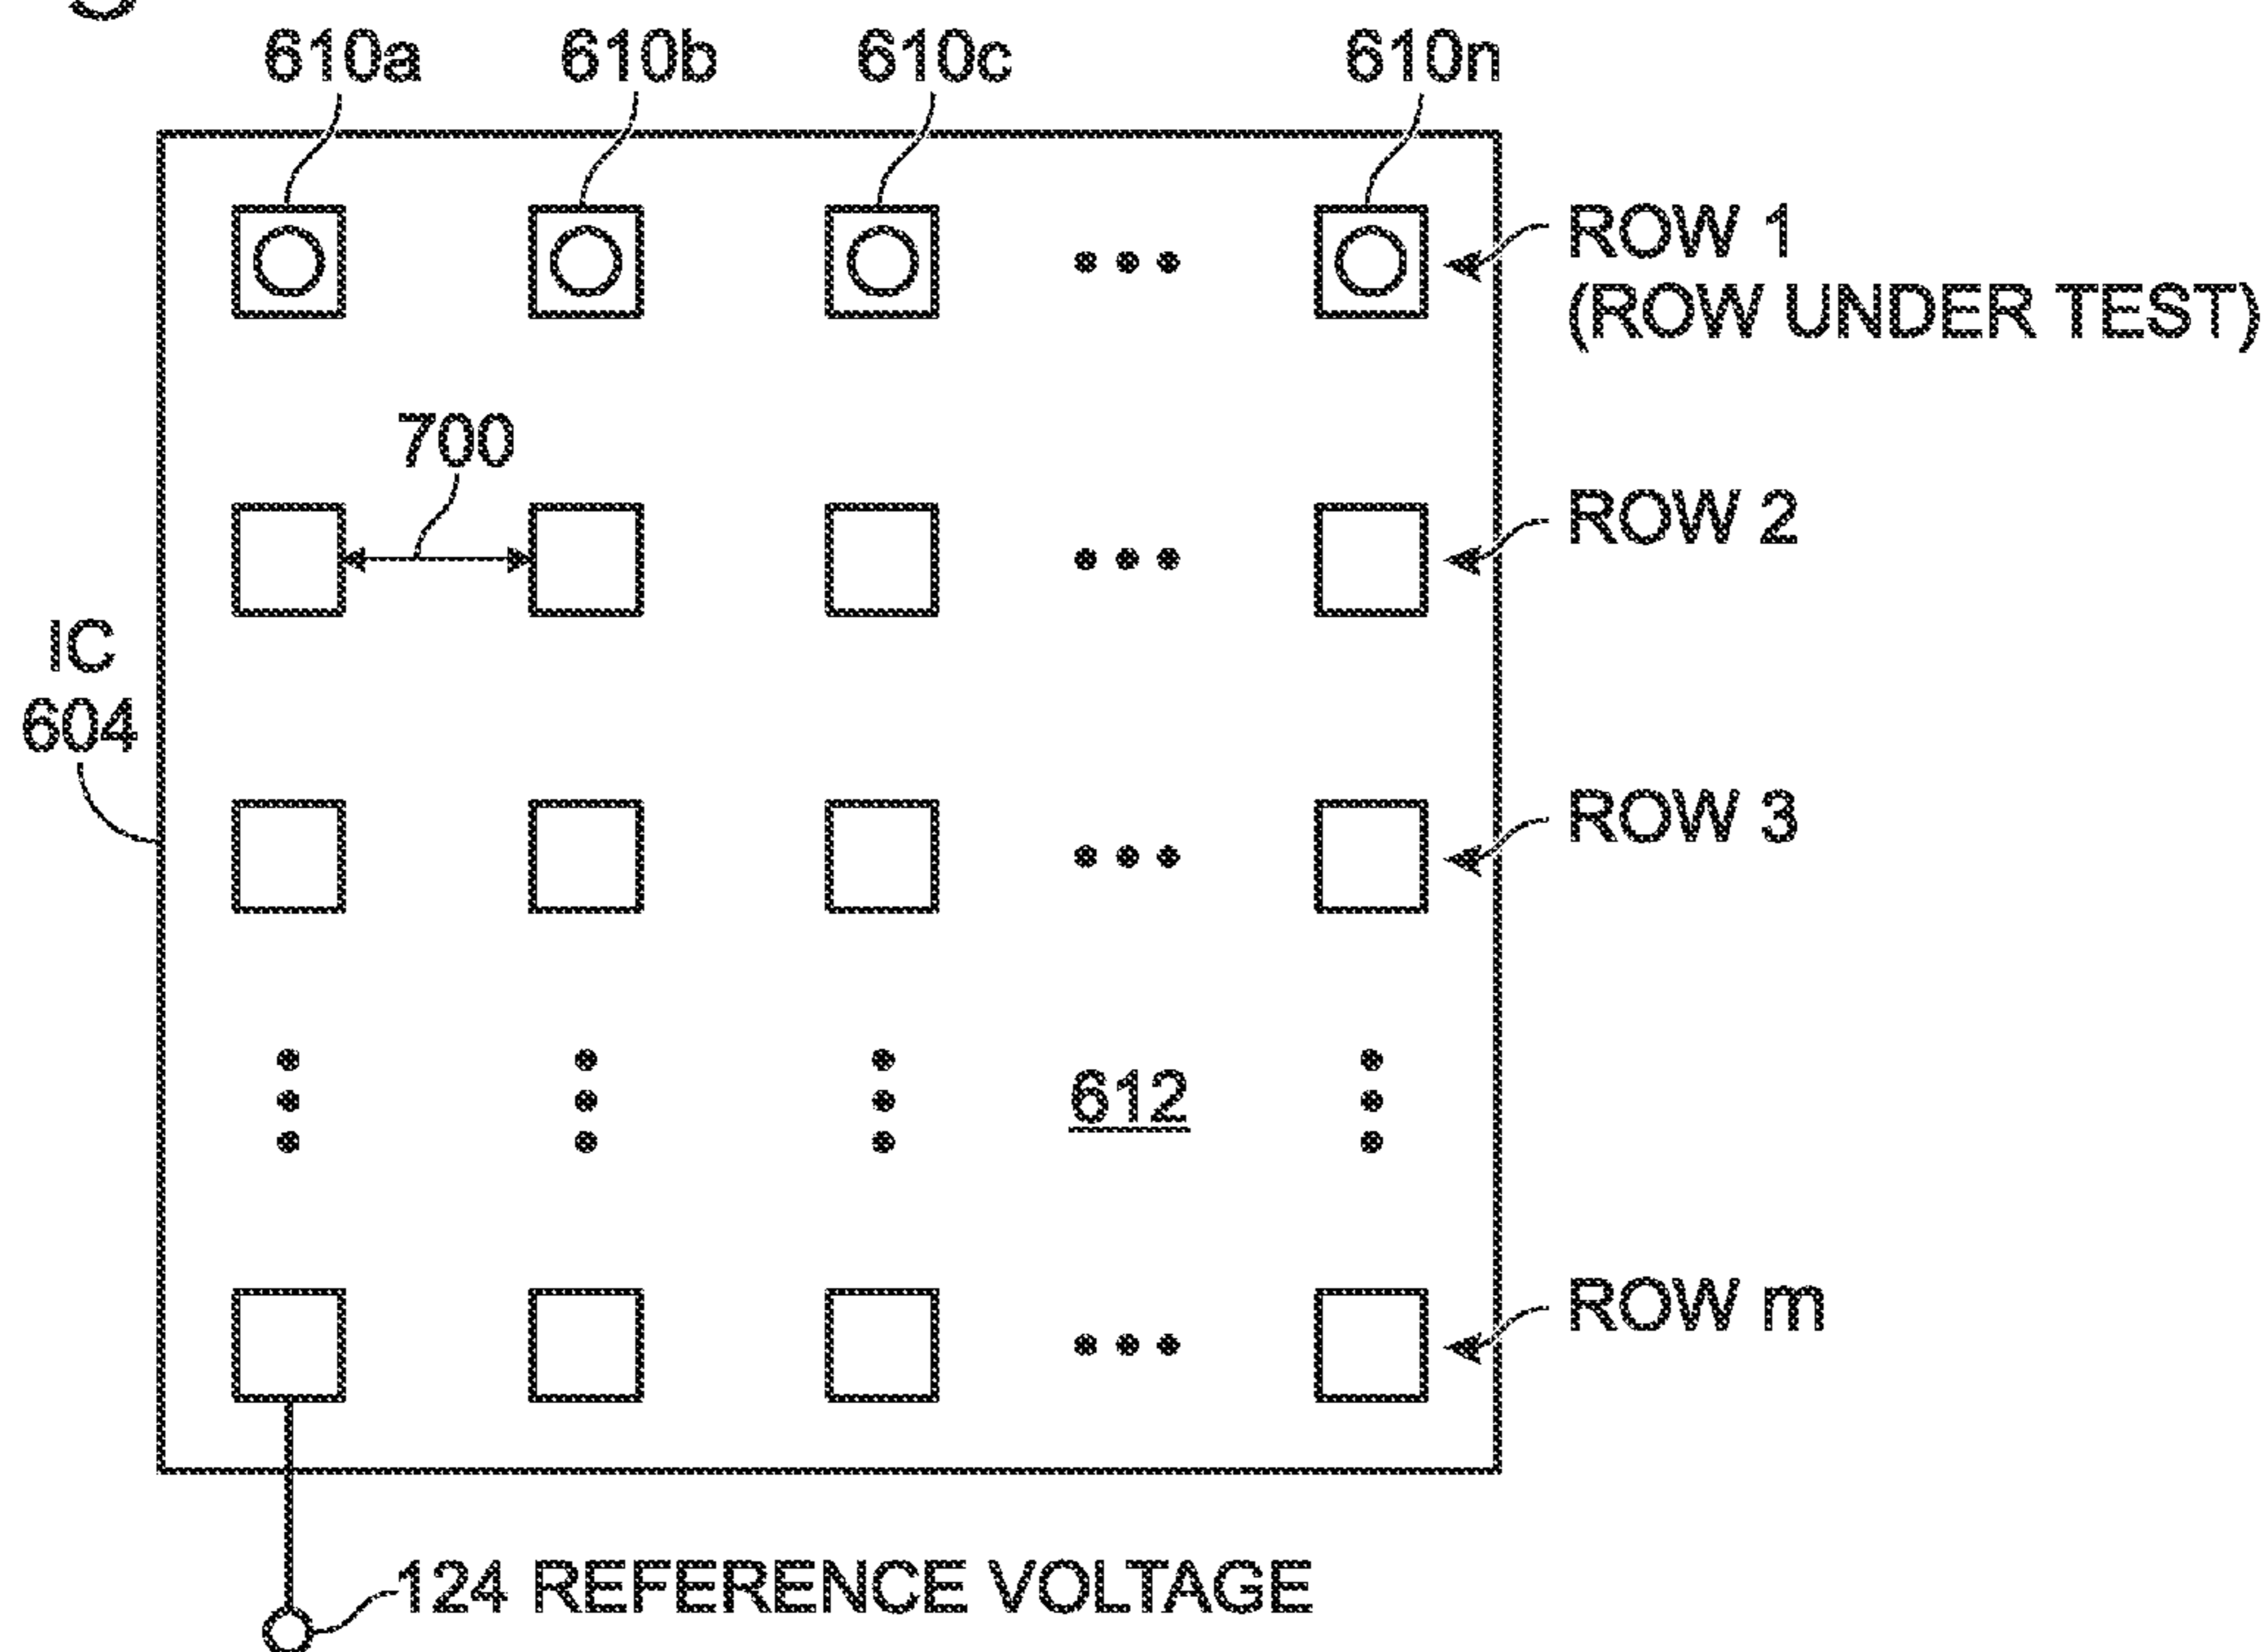 610a 610b 610c 610n
ROW 1
(ROW UNDER TEST)
700
ROW 2
IC
604
ROW 3
612
ROW m
124 REFERENCE VOLTAGE